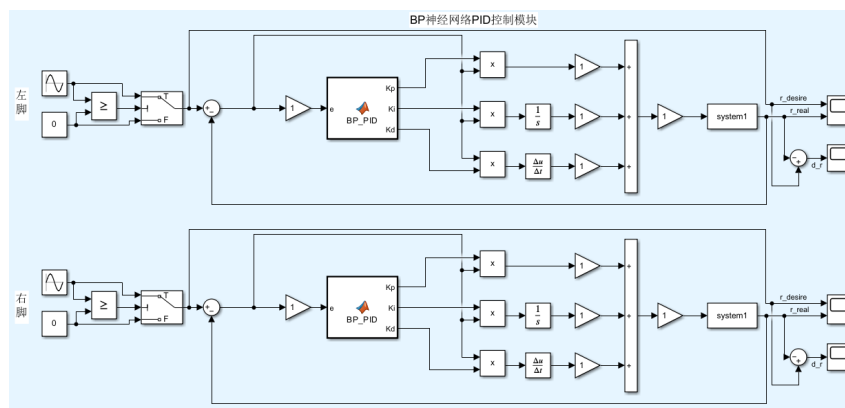 BP神经网络PID控制模块
左脚
≥
0
T
F
+
-
1
e
BP_PID
Kp
Ki
Kd
x
x
x
1
s
Δu
Δt
1
1
1
+
+
+
1
system1
r_desire
r_real
-
+
d_r
右脚
≥
0
T
F
+
-
1
e
BP_PID
Kp
Ki
Kd
x
x
x
1
s
Δu
Δt
1
1
1
+
+
+
1
system1
r_desire
r_real
-
+
d_r